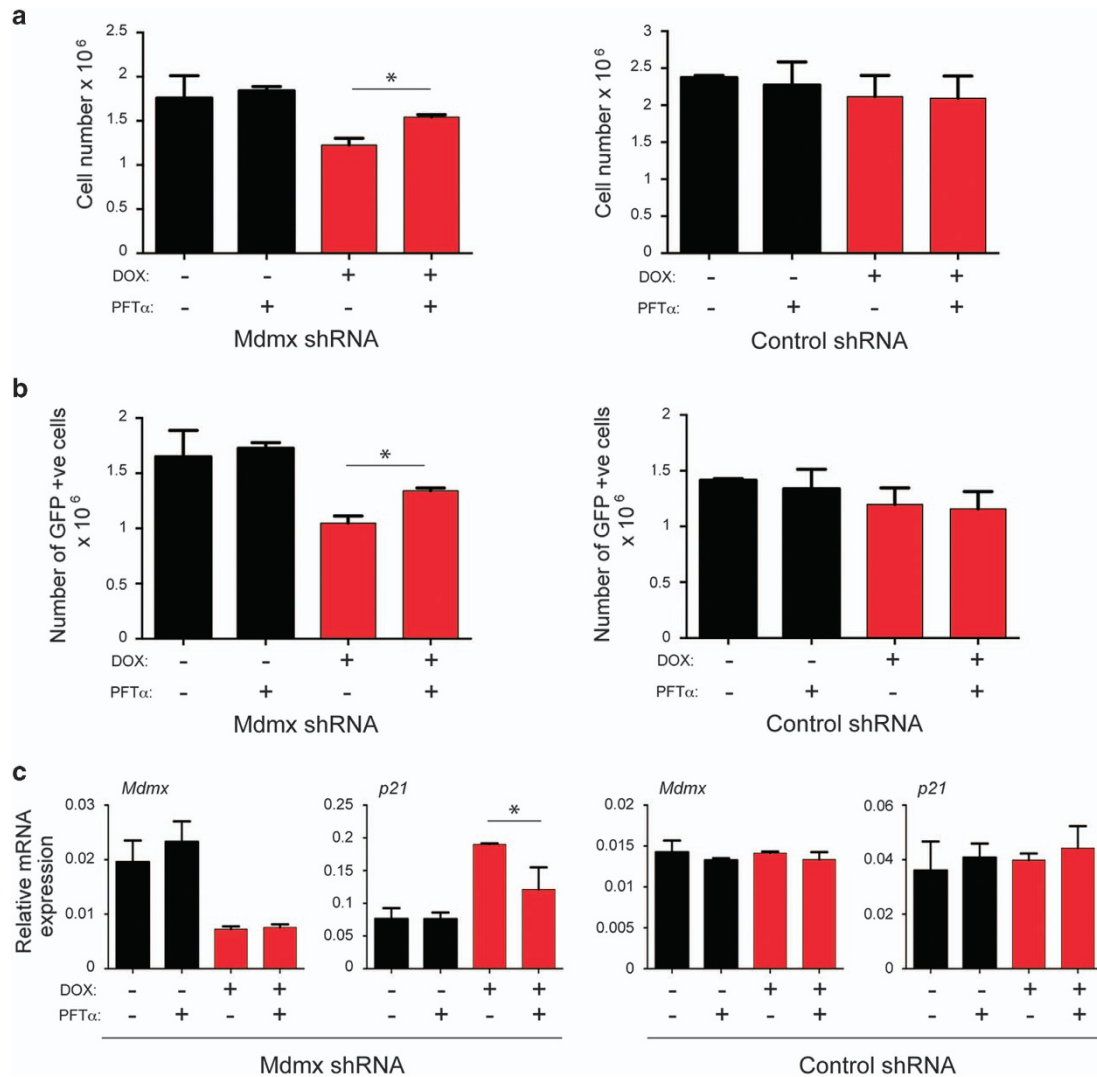 a
Cell number x 10⁶
2.5
2
1.5
1
0.5
0
*
DOX: - - + +
PFTα: - + - +
Mdmx shRNA
Cell number x 10⁶
3
2.5
2
1.5
1
0.5
0
DOX: - - + +
PFTα: - + - +
Control shRNA
b
Number of GFP +ve cells
x 10⁶
2
1.5
1
0.5
0
*
DOX: - - + +
PFTα: - + - +
Mdmx shRNA
Number of GFP +ve cells
x 10⁶
2
1.5
1
0.5
0
DOX: - - + +
PFTα: - + - +
Control shRNA
c
Relative mRNA
expression
Mdmx
0.03
0.02
0.01
0
DOX: - - + +
PFTα: - + - +
p21
0.25
0.2
0.15
0.1
0.05
0
*
- - + +
- + - +
Mdmx shRNA
Mdmx
0.02
0.015
0.01
0.005
0
- - + +
- + - +
p21
0.06
0.04
0.02
0
- - + +
- + - +
Control shRNA